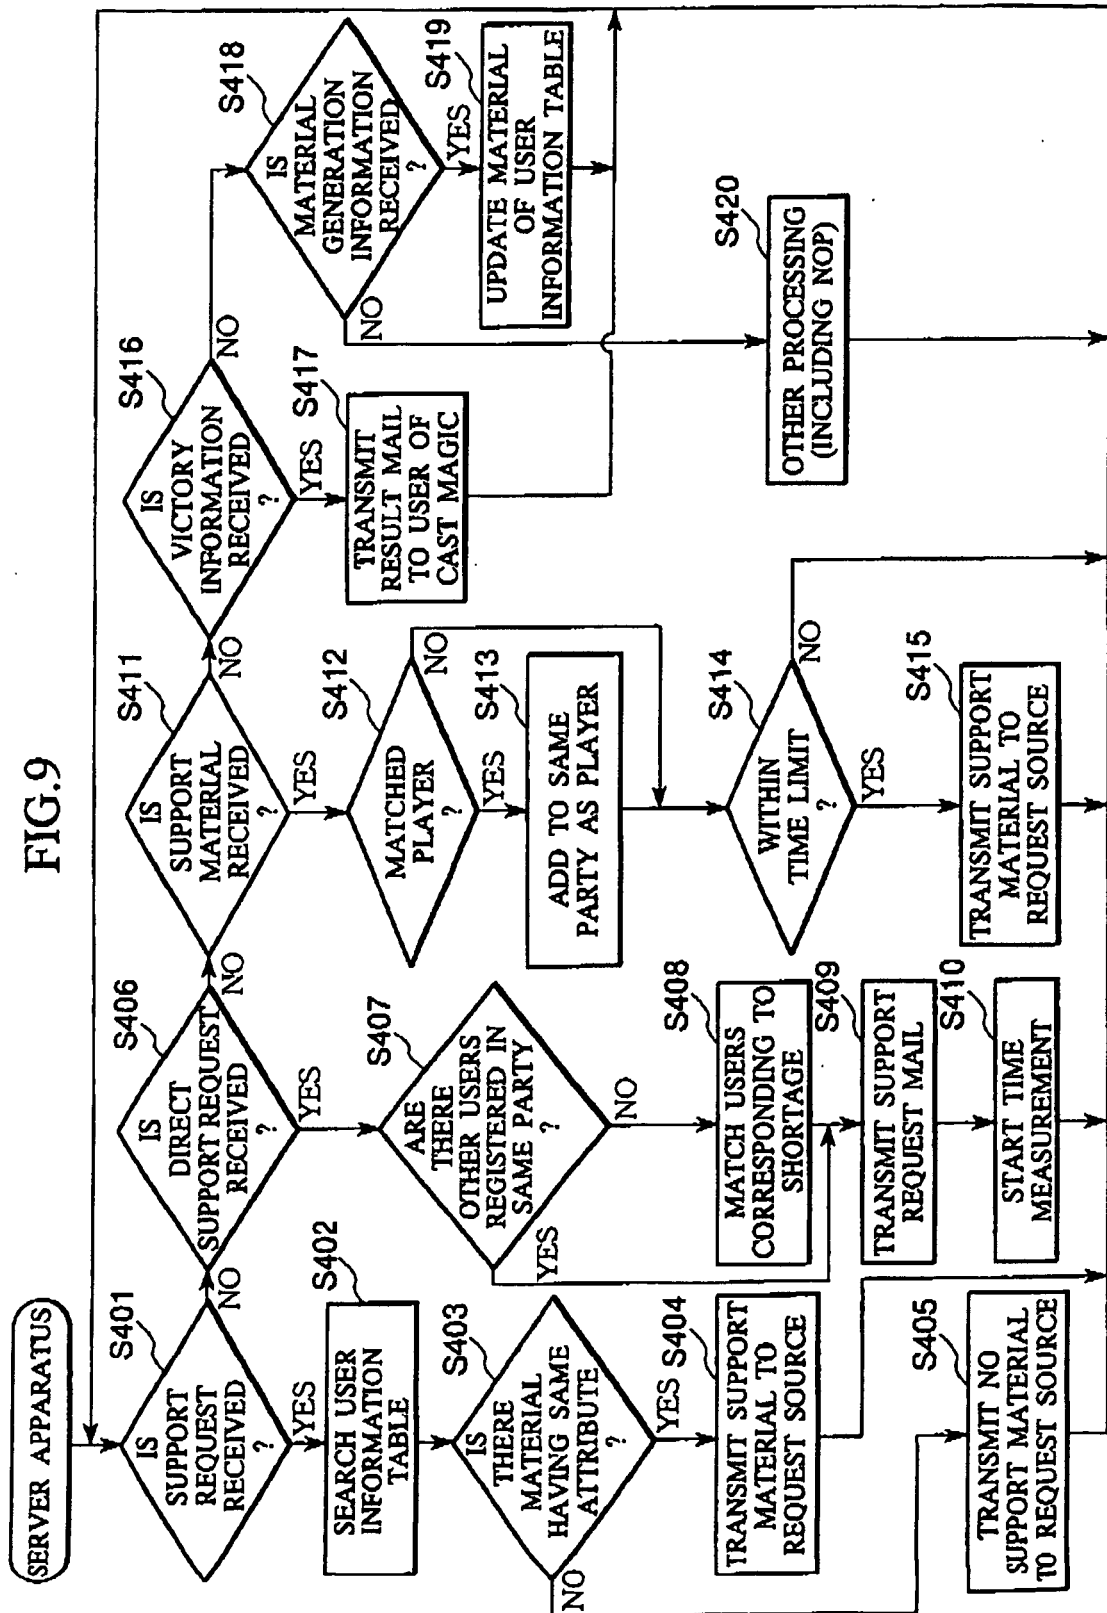 FIG.9
SERVER APPARATUS
S401
IS
SUPPORT
REQUEST
RECEIVED
?
NO
YES
S402
SEARCH USER
INFORMATION
TABLE
S403
IS
THERE
MATERIAL
HAVING SAME
ATTRIBUTE
?
NO
YES
S404
TRANSMIT SUPPORT
MATERIAL TO
REQUEST SOURCE
S405
TRANSMIT NO
SUPPORT MATERIAL
TO REQUEST SOURCE
S406
IS
DIRECT
SUPPORT REQUEST
RECEIVED
?
NO
YES
S407
ARE
THERE
OTHER USERS
REGISTERED IN
SAME PARTY
?
YES
NO
S408
MATCH USERS
CORRESPONDING TO
SHORTAGE
S409
TRANSMIT SUPPORT
REQUEST MAIL
S410
START TIME
MEASUREMENT
S411
IS
SUPPORT
MATERIAL
RECEIVED
?
NO
YES
S412
MATCHED
PLAYER
?
NO
YES
S413
ADD TO SAME
PARTY AS PLAYER
S414
WITHIN
TIME LIMIT
?
NO
YES
S415
TRANSMIT SUPPORT
MATERIAL TO
REQUEST SOURCE
S416
IS
VICTORY
INFORMATION
RECEIVED
?
NO
YES
S417
TRANSMIT
RESULT MAIL
TO USER OF
CAST MAGIC
S418
IS
MATERIAL
GENERATION
INFORMATION
RECEIVED
?
NO
YES
S419
UPDATE MATERIAL
OF USER
INFORMATION TABLE
S420
OTHER PROCESSING
(INCLUDING NOP)